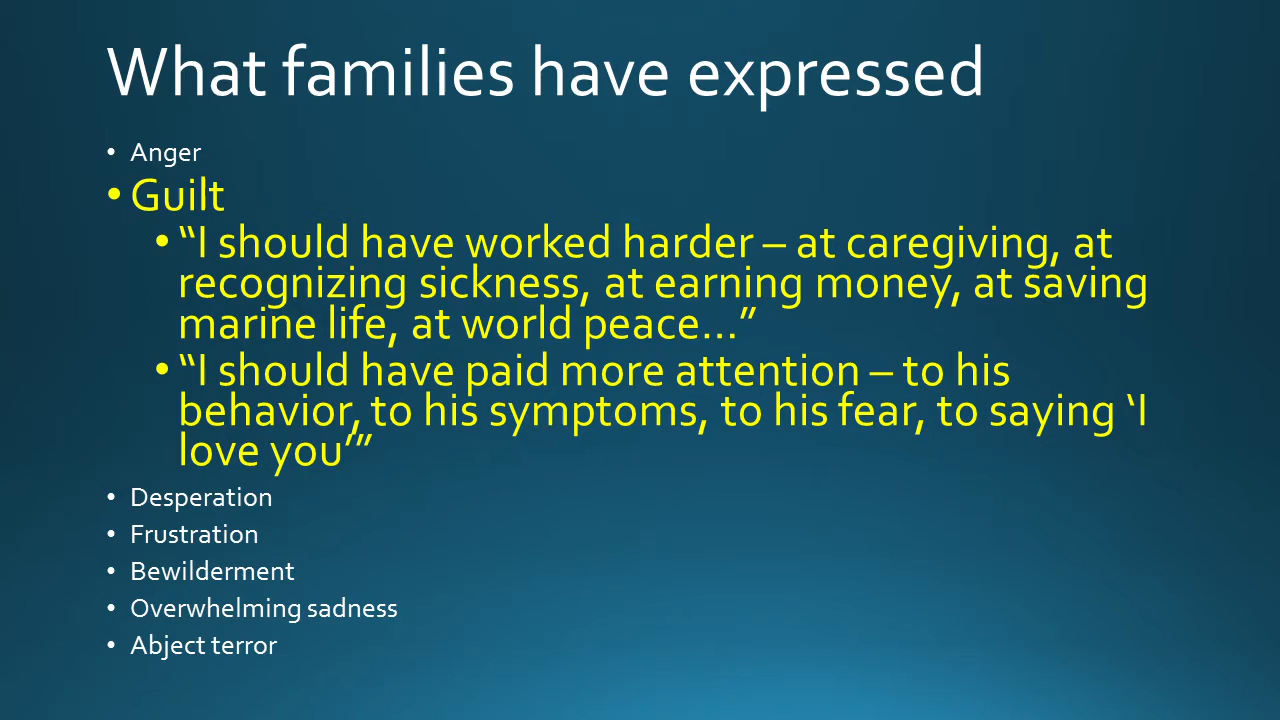 What families have expressed
• Anger
• Guilt
• “I should have worked harder – at caregiving, at
recognizing sickness, at earning money, at saving
marine life, at world peace…”
• “I should have paid more attention – to his
behavior, to his symptoms, to his fear, to saying ‘I
love you’”
• Desperation
• Frustration
• Bewilderment
• Overwhelming sadness
• Abject terror